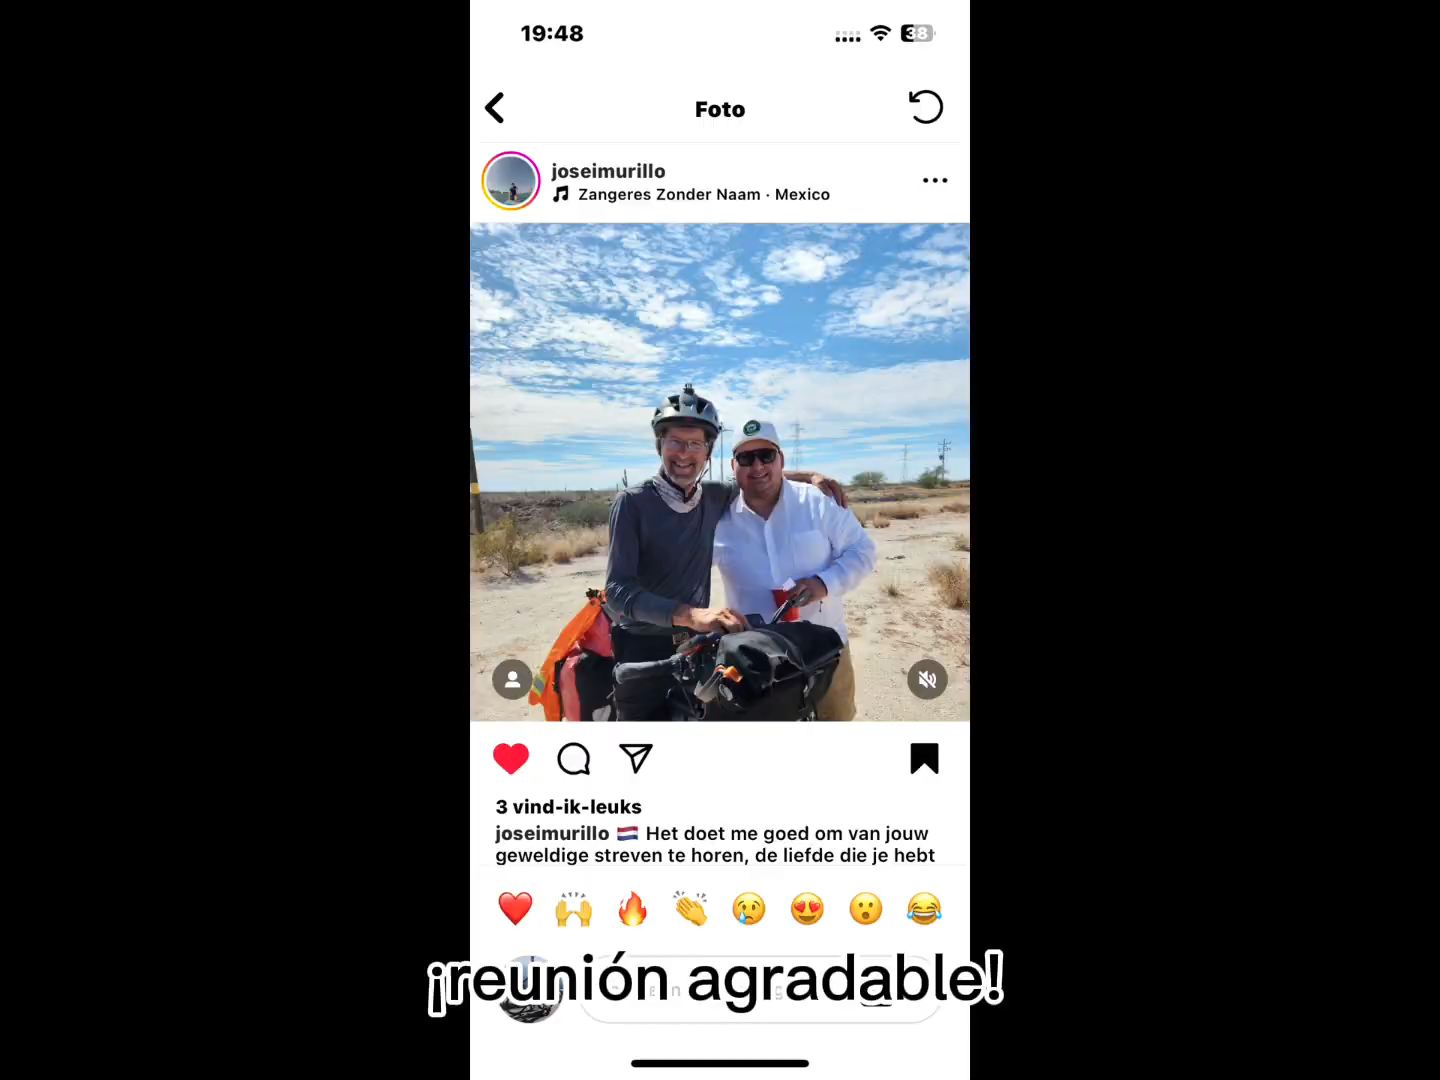 19:48
38
Foto
joseimurillo
Zangeres Zonder Naam · Mexico
3 vind-ik-leuks
joseimurillo 🇳🇱 Het doet me goed om van jouw
geweldige streven te horen, de liefde die je hebt
¡reunión agradable!